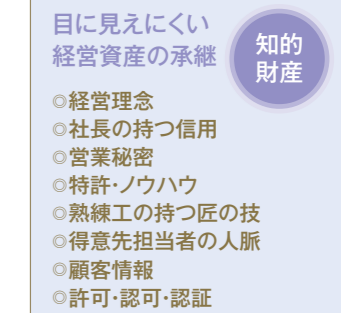 目に見えにくい
経営資産の承継
知的
財産
◎経営理念
◎社長の持つ信用
◎営業秘密
◎特許・ノウハウ
◎熟練工の持つ匠の技
◎得意先担当者の人脈
◎顧客情報
◎許可・認可・認証